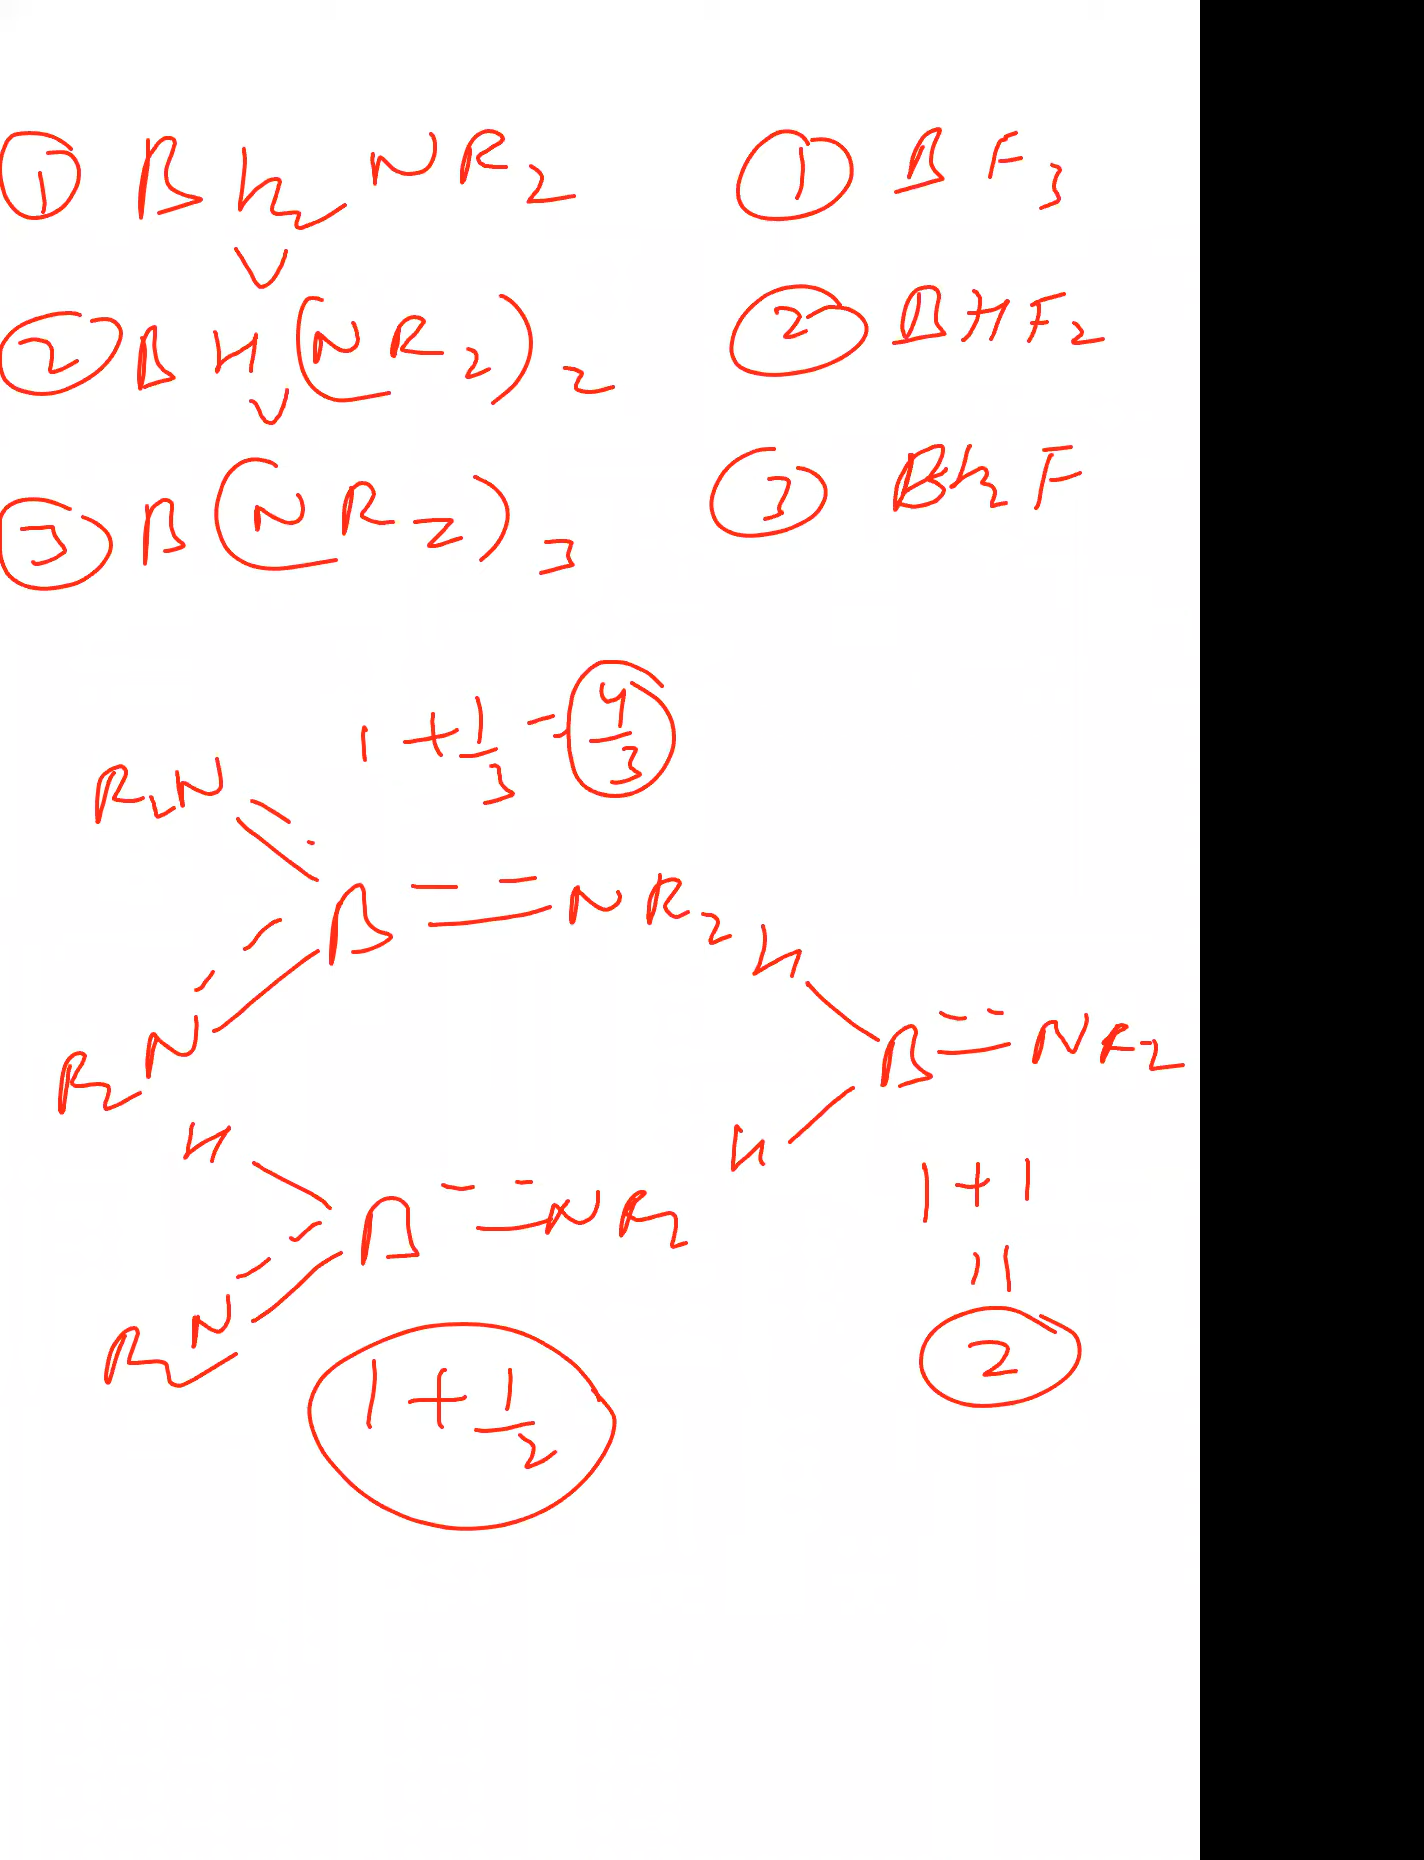 ① BH₂NR₂
∨
② BH(NR₂)₂
∨
③ B(NR₂)₃
① BF₃
② BHF₂
③ BH₂F
1 + 1/3 = 4/3
R₂N
B NR₂
R₂N
H
B NR₂
H
1 + 1
=
2
H
B NR₂
R₂N
1 + 1/2